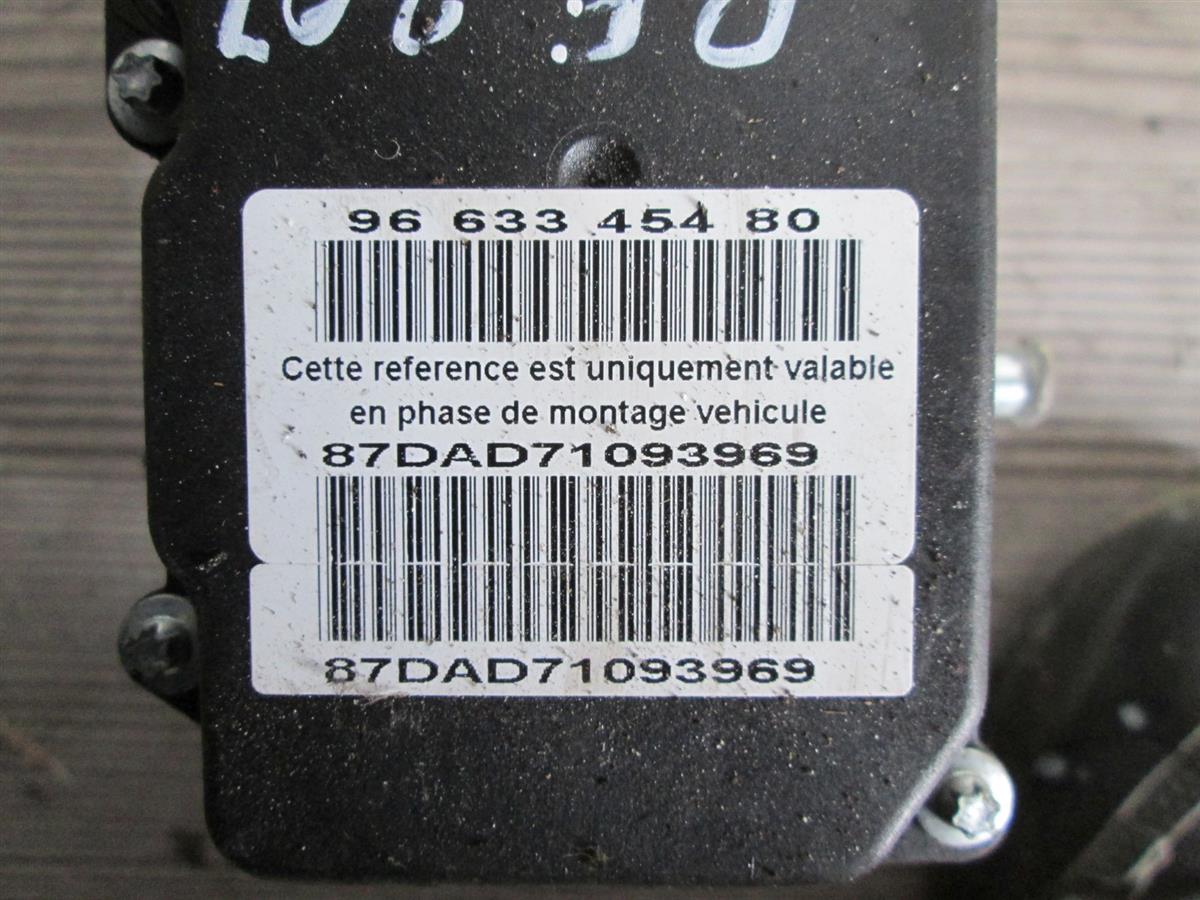 96 633 454 80
Cette reference est uniquement valable
en phase de montage vehicule
87DAD71093969
87DAD71093969